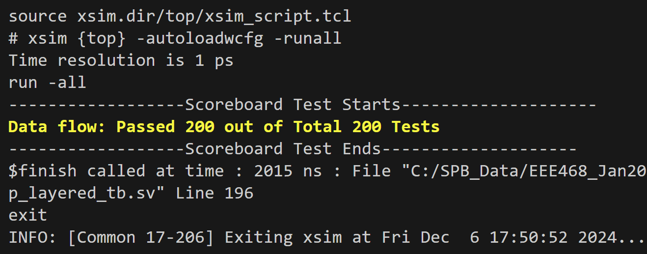 source xsim.dir/top/xsim_script.tcl
# xsim {top} -autoloadwcfg -runall
Time resolution is 1 ps
run -all
------------------Scoreboard Test Starts--------------------
Data flow: Passed 200 out of Total 200 Tests
------------------Scoreboard Test Ends--------------------
$finish called at time : 2015 ns : File "C:/SPB_Data/EEE468_Jan20
p_layered_tb.sv" Line 196
exit
INFO: [Common 17-206] Exiting xsim at Fri Dec  6 17:50:52 2024...